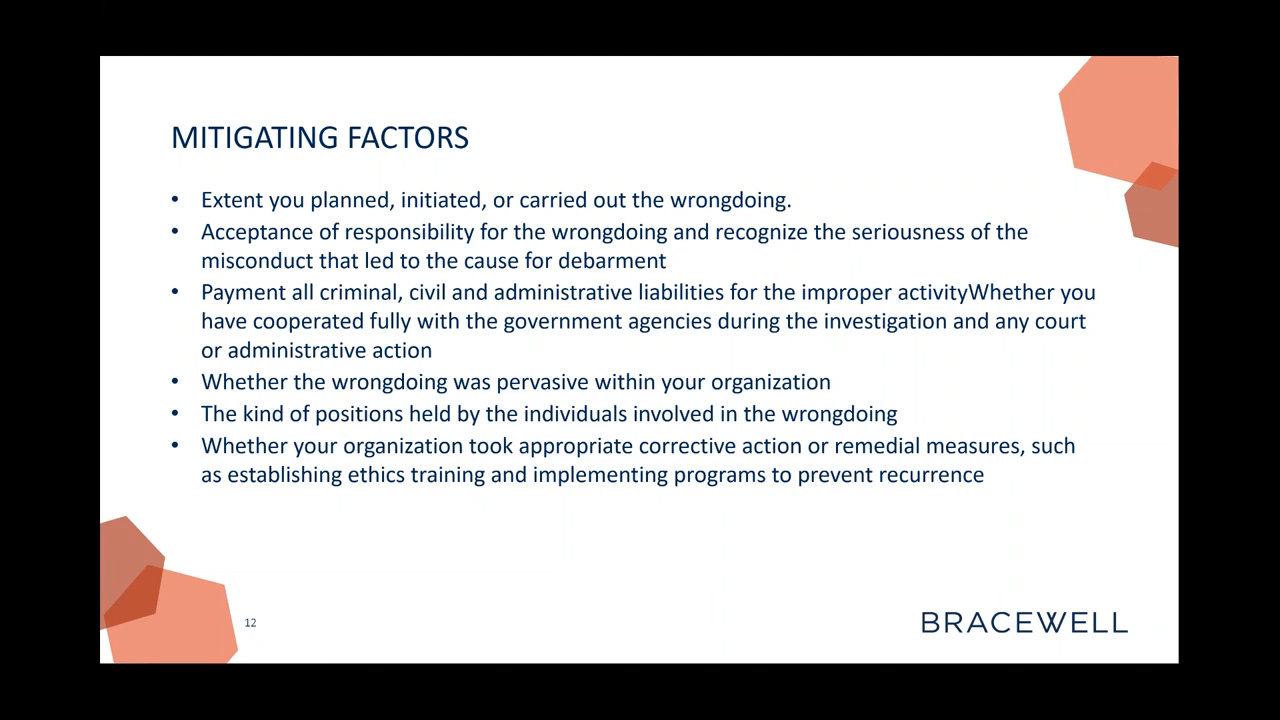 MITIGATING FACTORS
• Extent you planned, initiated, or carried out the wrongdoing.
• Acceptance of responsibility for the wrongdoing and recognize the seriousness of the
misconduct that led to the cause for debarment
• Payment all criminal, civil and administrative liabilities for the improper activityWhether you
have cooperated fully with the government agencies during the investigation and any court
or administrative action
• Whether the wrongdoing was pervasive within your organization
• The kind of positions held by the individuals involved in the wrongdoing
• Whether your organization took appropriate corrective action or remedial measures, such
as establishing ethics training and implementing programs to prevent recurrence
12
BRACEWELL